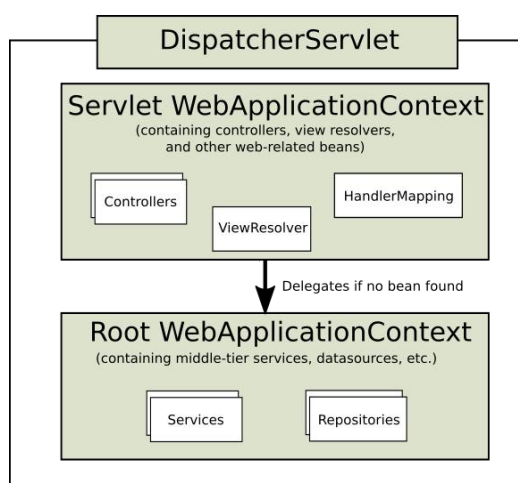 DispatcherServlet
Servlet WebApplicationContext
(containing controllers, view resolvers,
and other web-related beans)
Controllers
ViewResolver
HandlerMapping
Delegates if no bean found
Root WebApplicationContext
(containing middle-tier services, datasources, etc.)
Services
Repositories